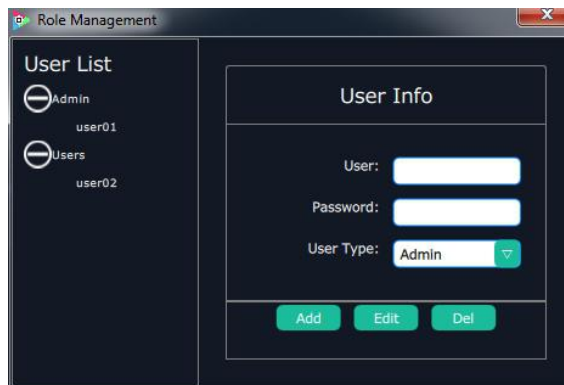 Role Management
User List
Admin
user01
Users
user02
User Info
User:
Password:
User Type: Admin
Add Edit Del